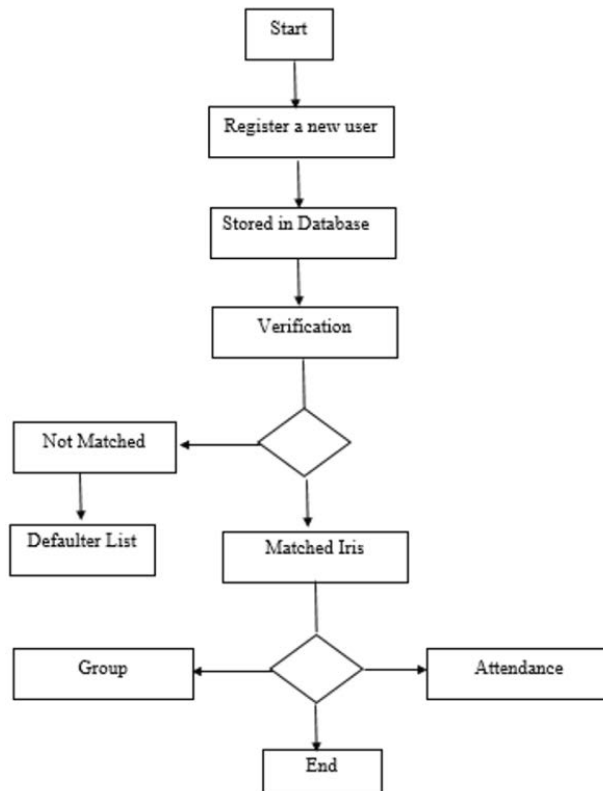 Start
Register a new user
Stored in Database
Verification
Not Matched
Defaulter List
Matched Iris
Group
Attendance
End